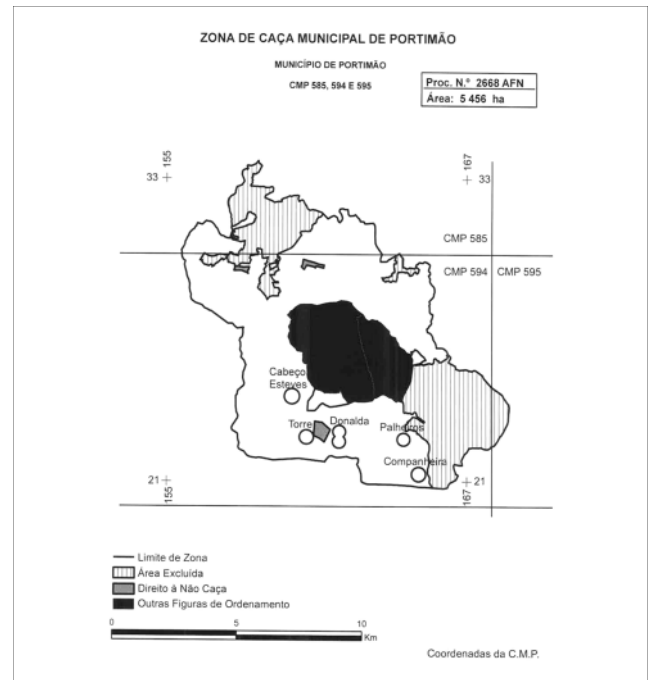 ZONA DE CAÇA MUNICIPAL DE PORTIMÃO
MUNICÍPIO DE PORTIMÃO
CMP 585, 594 E 595
Proc. N.º 2668 AFN
Área: 5 456 ha
155
167
33
33
CMP 585
CMP 594
CMP 595
Cabeço
Esteves
Torre
Donalda
Palheiros
Companheira
21
21
155
167
Limite de Zona
Área Excluída
Direito à Não Caça
Outras Figuras de Ordenamento
0
5
10
Km
Coordenadas da C.M.P.